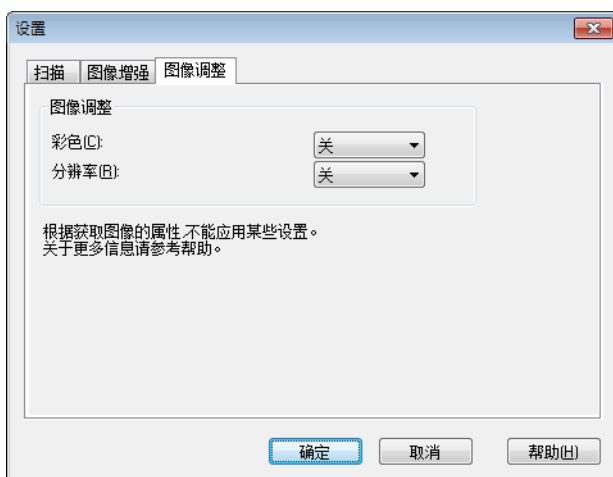 设置
扫描 图像增强 图像调整
图像调整
彩色(C): 关
分辨率(R): 关
根据获取图像的属性,不能应用某些设置。
关于更多信息请参考帮助。
确定 取消 帮助(H)